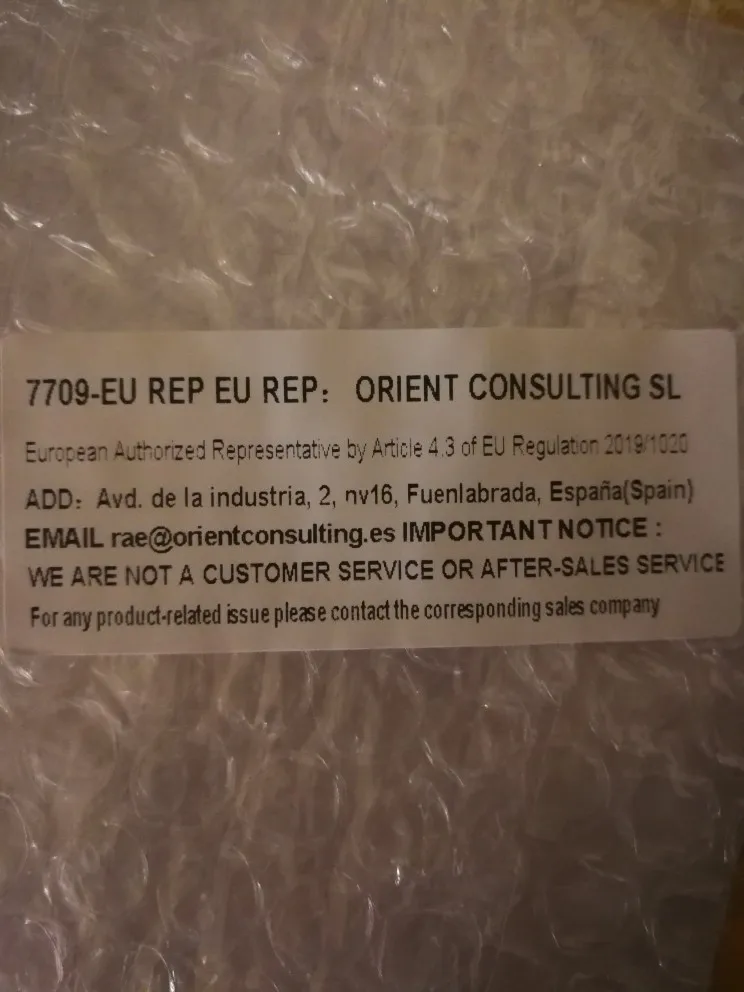 7709-EU REP EU REP: ORIENT CONSULTING SL
European Authorized Representative by Article 4.3 of EU Regulation 2019/1020
ADD: Avd. de la industria, 2, nv16, Fuenlabrada, España(Spain)
EMAIL rae@orientconsulting.es IMPORTANT NOTICE :
WE ARE NOT A CUSTOMER SERVICE OR AFTER-SALES SERVICE
For any product-related issue please contact the corresponding sales company